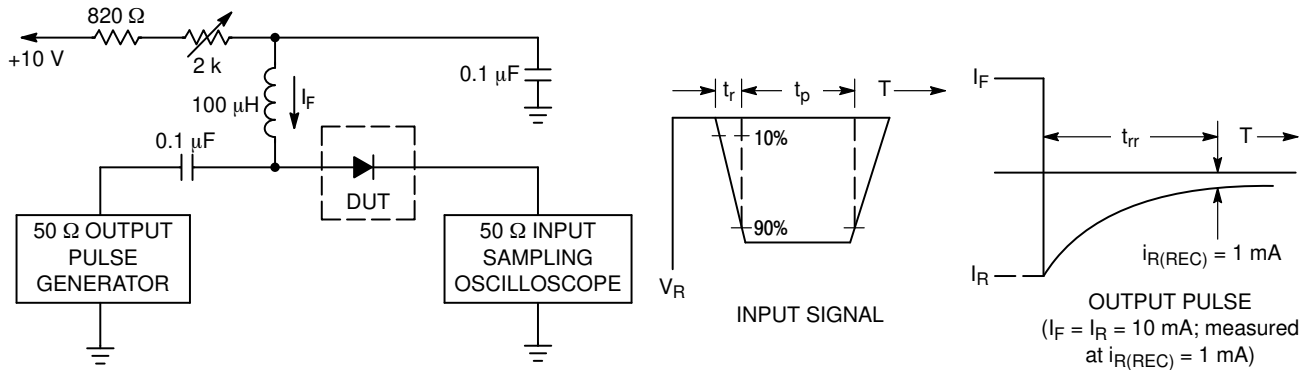 820 Ω
+10 V
2 k
100 μH
I_F
0.1 μF
0.1 μF
DUT
50 Ω OUTPUT
PULSE
GENERATOR
50 Ω INPUT
SAMPLING
OSCILLOSCOPE
t_r
t_p
T
10%
90%
V_R
INPUT SIGNAL
I_F
t_rr
T
I_R
i_R(REC) = 1 mA
OUTPUT PULSE
(I_F = I_R = 10 mA; measured
at i_R(REC) = 1 mA)